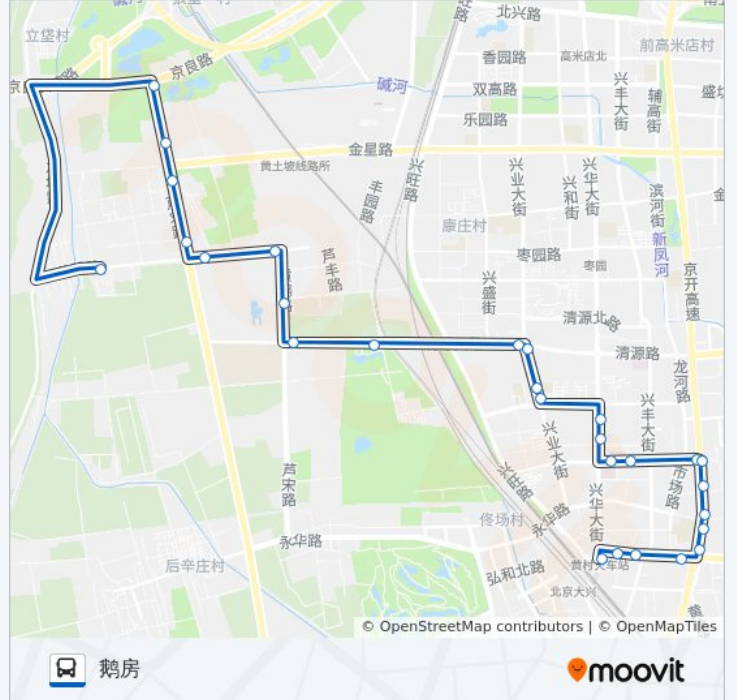 北兴路
旺路
立垡村
香园路
高米店北
前高米店村
京良路
碱河
双高路
兴丰大街
辅高街
乐园路
金星路
黄土坡线路所
兴旺路
丰园路
兴业大街
兴和街
兴华大街
滨河街
新凤河
康庄村
枣园路
枣园
芦丰路
兴盛街
京开高速
清源北路
清源路
龙河路
兴丰大街
兴业大街
兴旺路
市场路
芦宋路
兴华大街
佟场村
永华路
永华路
后辛庄村
弘和北路
黄村火车站
北京大兴
© OpenStreetMap contributors | © OpenMapTiles
鹅房
moovit